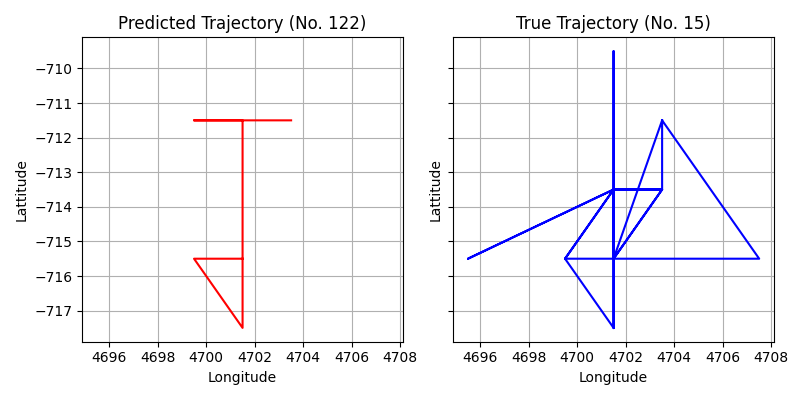 Predicted Trajectory (No. 122)
True Trajectory (No. 15)
−710
−711
−712
−713
−714
−715
−716
−717
Lattitude
Lattitude
4696 4698 4700 4702 4704 4706 4708
4696 4698 4700 4702 4704 4706 4708
Longitude
Longitude